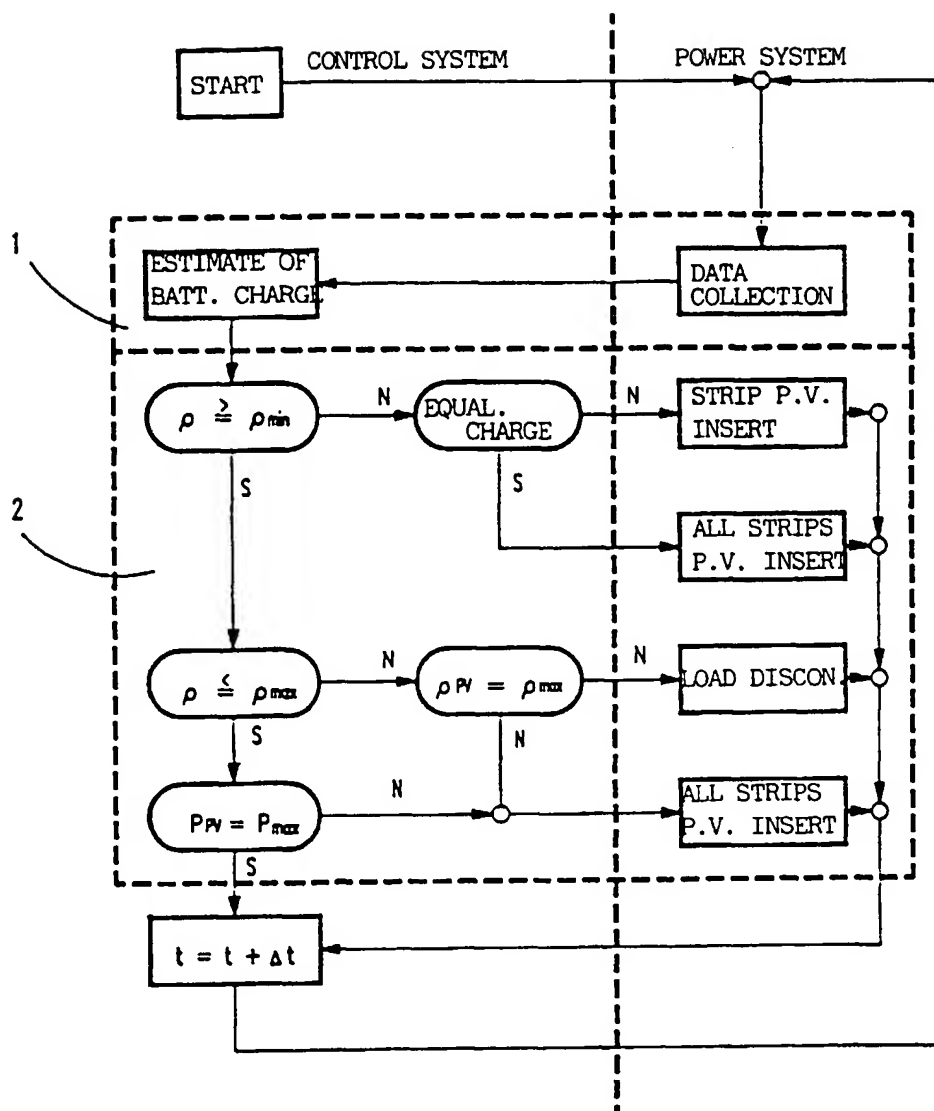 CONTROL SYSTEM
POWER SYSTEM
START
1
ESTIMATE OF
BATT. CHARGE
DATA
COLLECTION
ρ ≧ ρmin
N
EQUAL.
CHARGE
N
STRIP P.V.
INSERT
S
S
2
ALL STRIPS
P.V. INSERT
ρ ≦ ρmax
N
ρPV = ρmax
N
LOAD DISCON.
S
N
PPV = Pmax
N
ALL STRIPS
P.V. INSERT
S
t = t + Δt